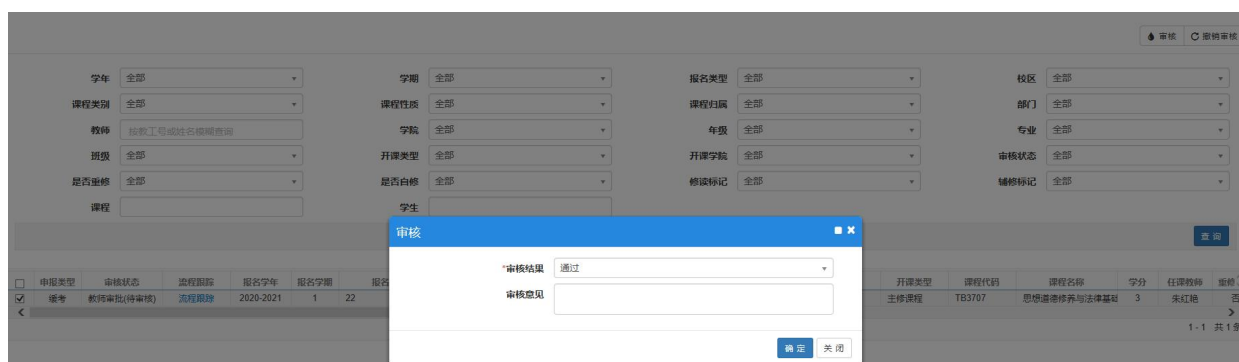 审核 撤销审核
学年 全部 学期 全部 报名类型 全部 校区 全部
课程类别 全部 课程性质 全部 课程归属 全部 部门 全部
教师 按教工号或姓名模糊查询 学院 全部 年级 全部 专业 全部
班级 全部 开课类型 全部 开课学院 全部 审核状态 全部
是否重修 全部 是否自修 全部 修读标记 全部 辅修标记 全部
课程 学生
审核
查 询
*审核结果 通过
申报类型 审核状态 流程跟踪 报名学年 报名学期 报名 开课类型 课程代码 课程名称 学分 任课教师 重修
审核意见
缓考 教师审批(待审核) 流程跟踪 2020-2021 1 22 主修课程 TB3707 思想道德修养与法律基础 3 朱红艳 否
1 - 1 共 1 条
确 定 关 闭